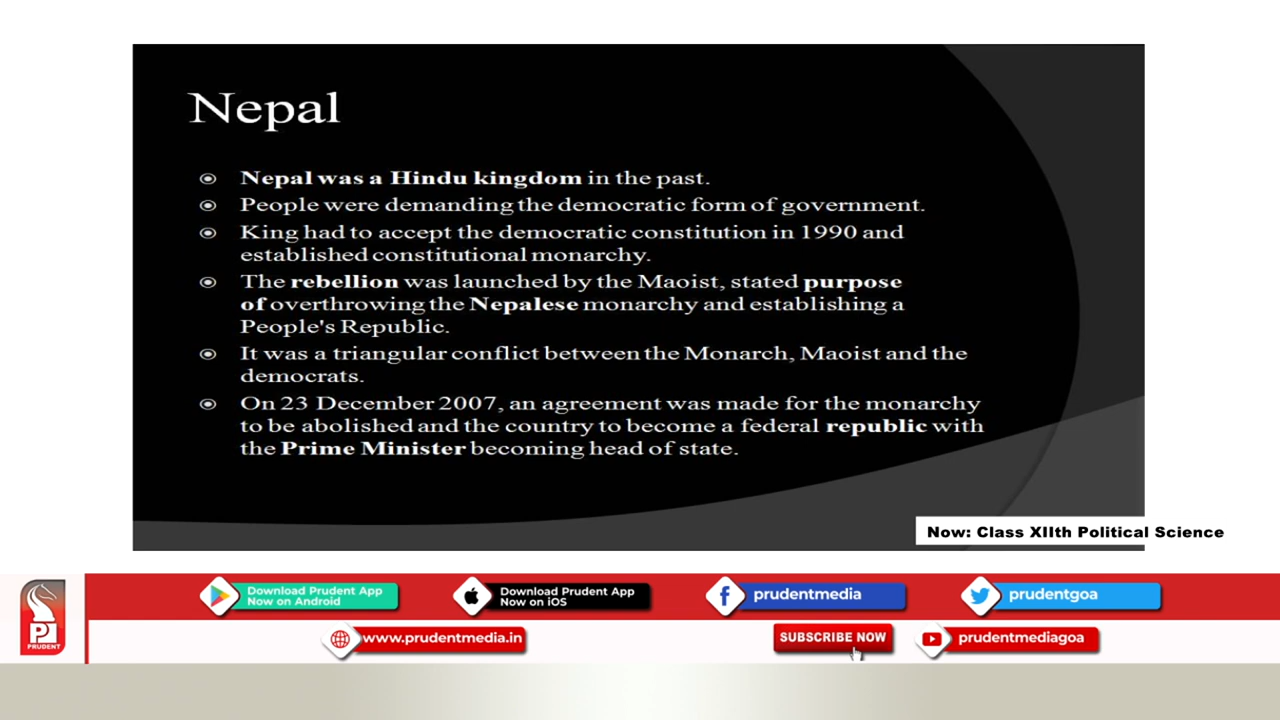 Nepal
Nepal was a Hindu kingdom in the past.
People were demanding the democratic form of government.
King had to accept the democratic constitution in 1990 and
established constitutional monarchy.
The rebellion was launched by the Maoist, stated purpose
of overthrowing the Nepalese monarchy and establishing a
People's Republic.
It was a triangular conflict between the Monarch, Maoist and the
democrats.
On 23 December 2007, an agreement was made for the monarchy
to be abolished and the country to become a federal republic with
the Prime Minister becoming head of state.
Now: Class XIIth Political Science
Download Prudent App
Now on Android
Download Prudent App
Now on iOS
prudentmedia
prudentgoa
PRUDENT
www.prudentmedia.in
SUBSCRIBE NOW
prudentmediagoa